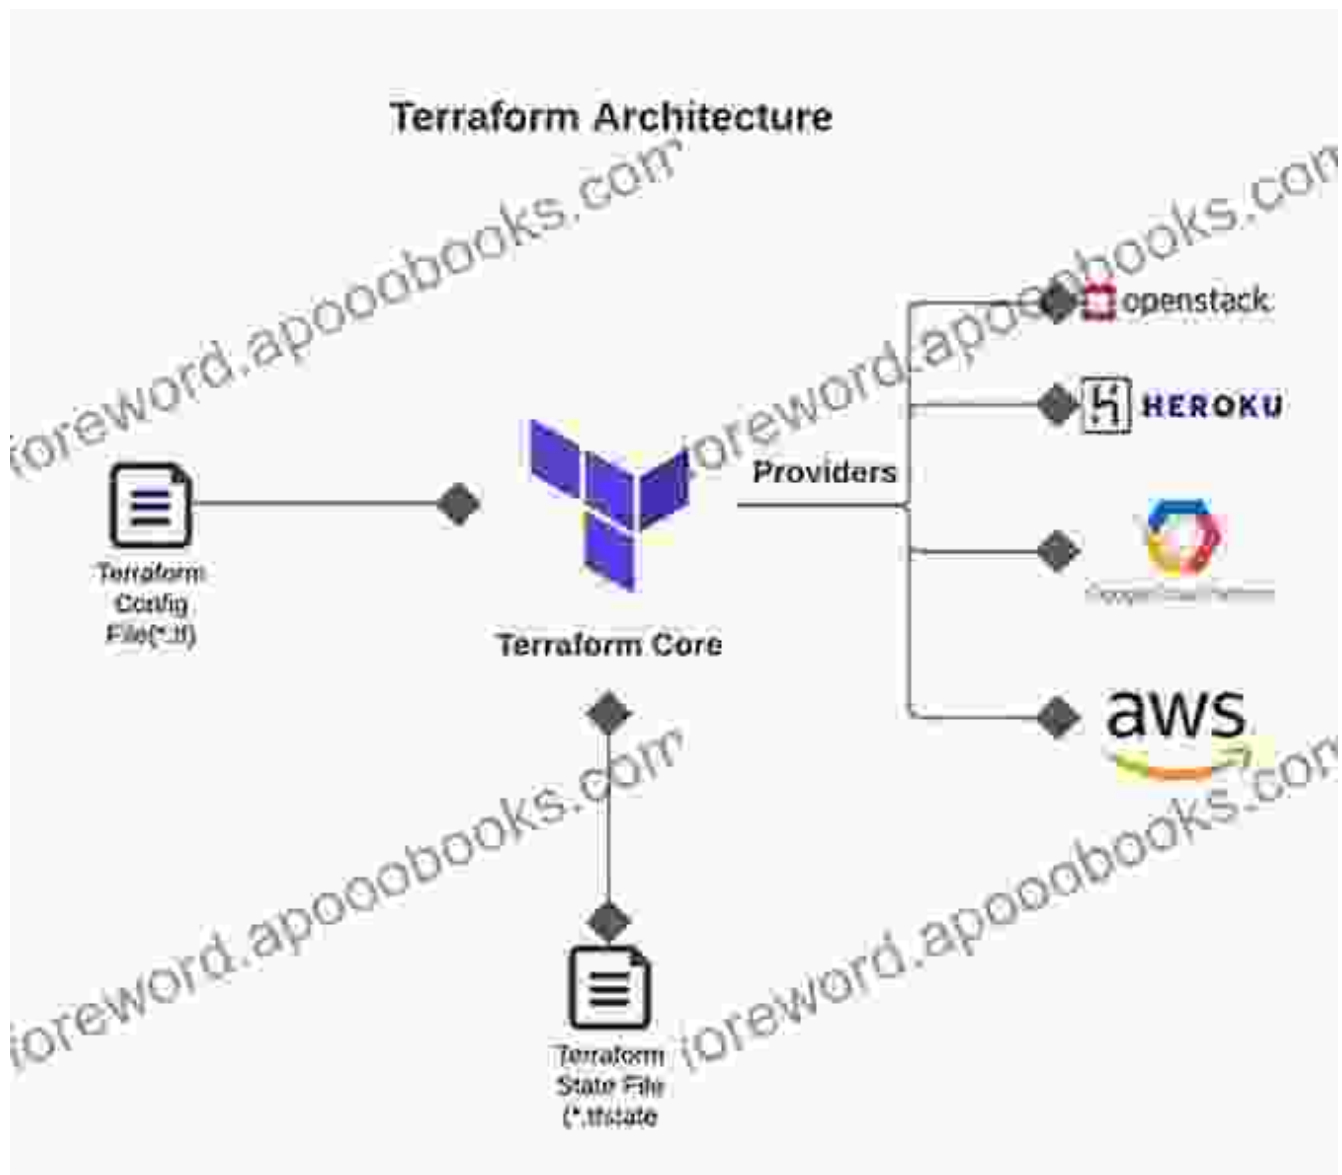 Terraform Architecture
foreword.apooobooks.com
foreword.apooobooks.com
openstack.
HEROKU
Providers
Terraform
Config
File(*.tf)
Terraform Core
aws
foreword.apooobooks.com
foreword.apooobooks.com
Terraform
State File
(*.tfstate